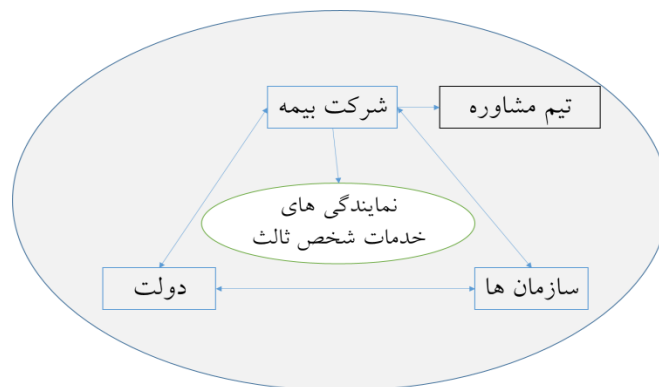 شرکت بیمه
تیم مشاوره
نمایندگی های
خدمات شخص ثالث
سازمان ها
دولت